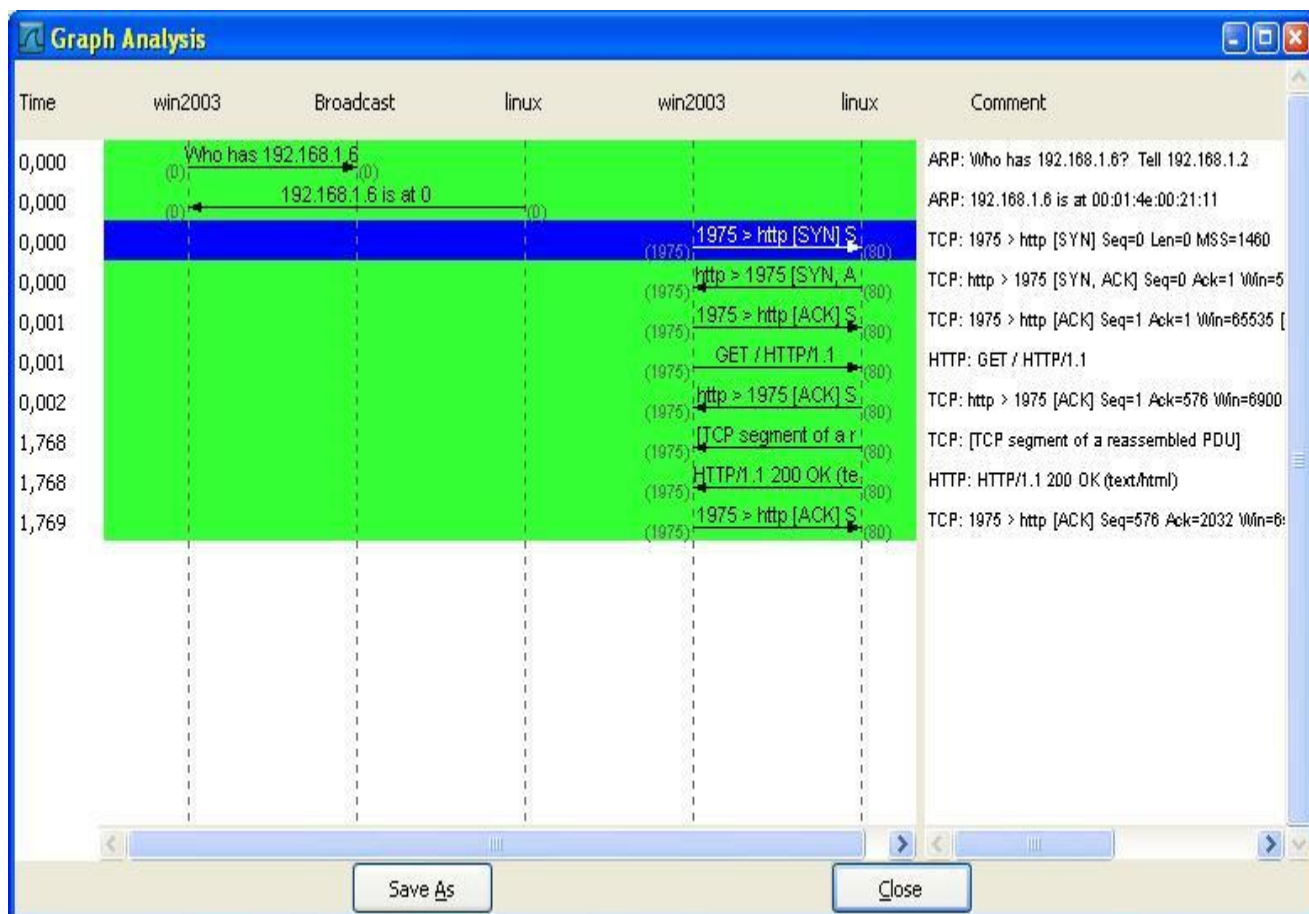 Graph Analysis
Time win2003 Broadcast linux win2003 linux Comment
0,000 Who has 192.168.1.6 (0) (0) ARP: Who has 192.168.1.6? Tell 192.168.1.2
0,000 192.168.1.6 is at 0 (0) (0) ARP: 192.168.1.6 is at 00:01:4e:00:21:11
0,000 1975 > http [SYN] S (1975) (80) TCP: 1975 > http [SYN] Seq=0 Len=0 MSS=1460
0,000 http > 1975 [SYN, A (1975) (80) TCP: http > 1975 [SYN, ACK] Seq=0 Ack=1 Win=5
0,001 1975 > http [ACK] S (1975) (80) TCP: 1975 > http [ACK] Seq=1 Ack=1 Win=65535 [
0,001 GET / HTTP/1.1 (1975) (80) HTTP: GET / HTTP/1.1
0,002 http > 1975 [ACK] S (1975) (80) TCP: http > 1975 [ACK] Seq=1 Ack=576 Win=6900
1,768 [TCP segment of a r (1975) (80) TCP: [TCP segment of a reassembled PDU]
1,768 HTTP/1.1 200 OK (te (1975) (80) HTTP: HTTP/1.1 200 OK (text/html)
1,769 1975 > http [ACK] S (1975) (80) TCP: 1975 > http [ACK] Seq=576 Ack=2032 Win=6
Save As Close